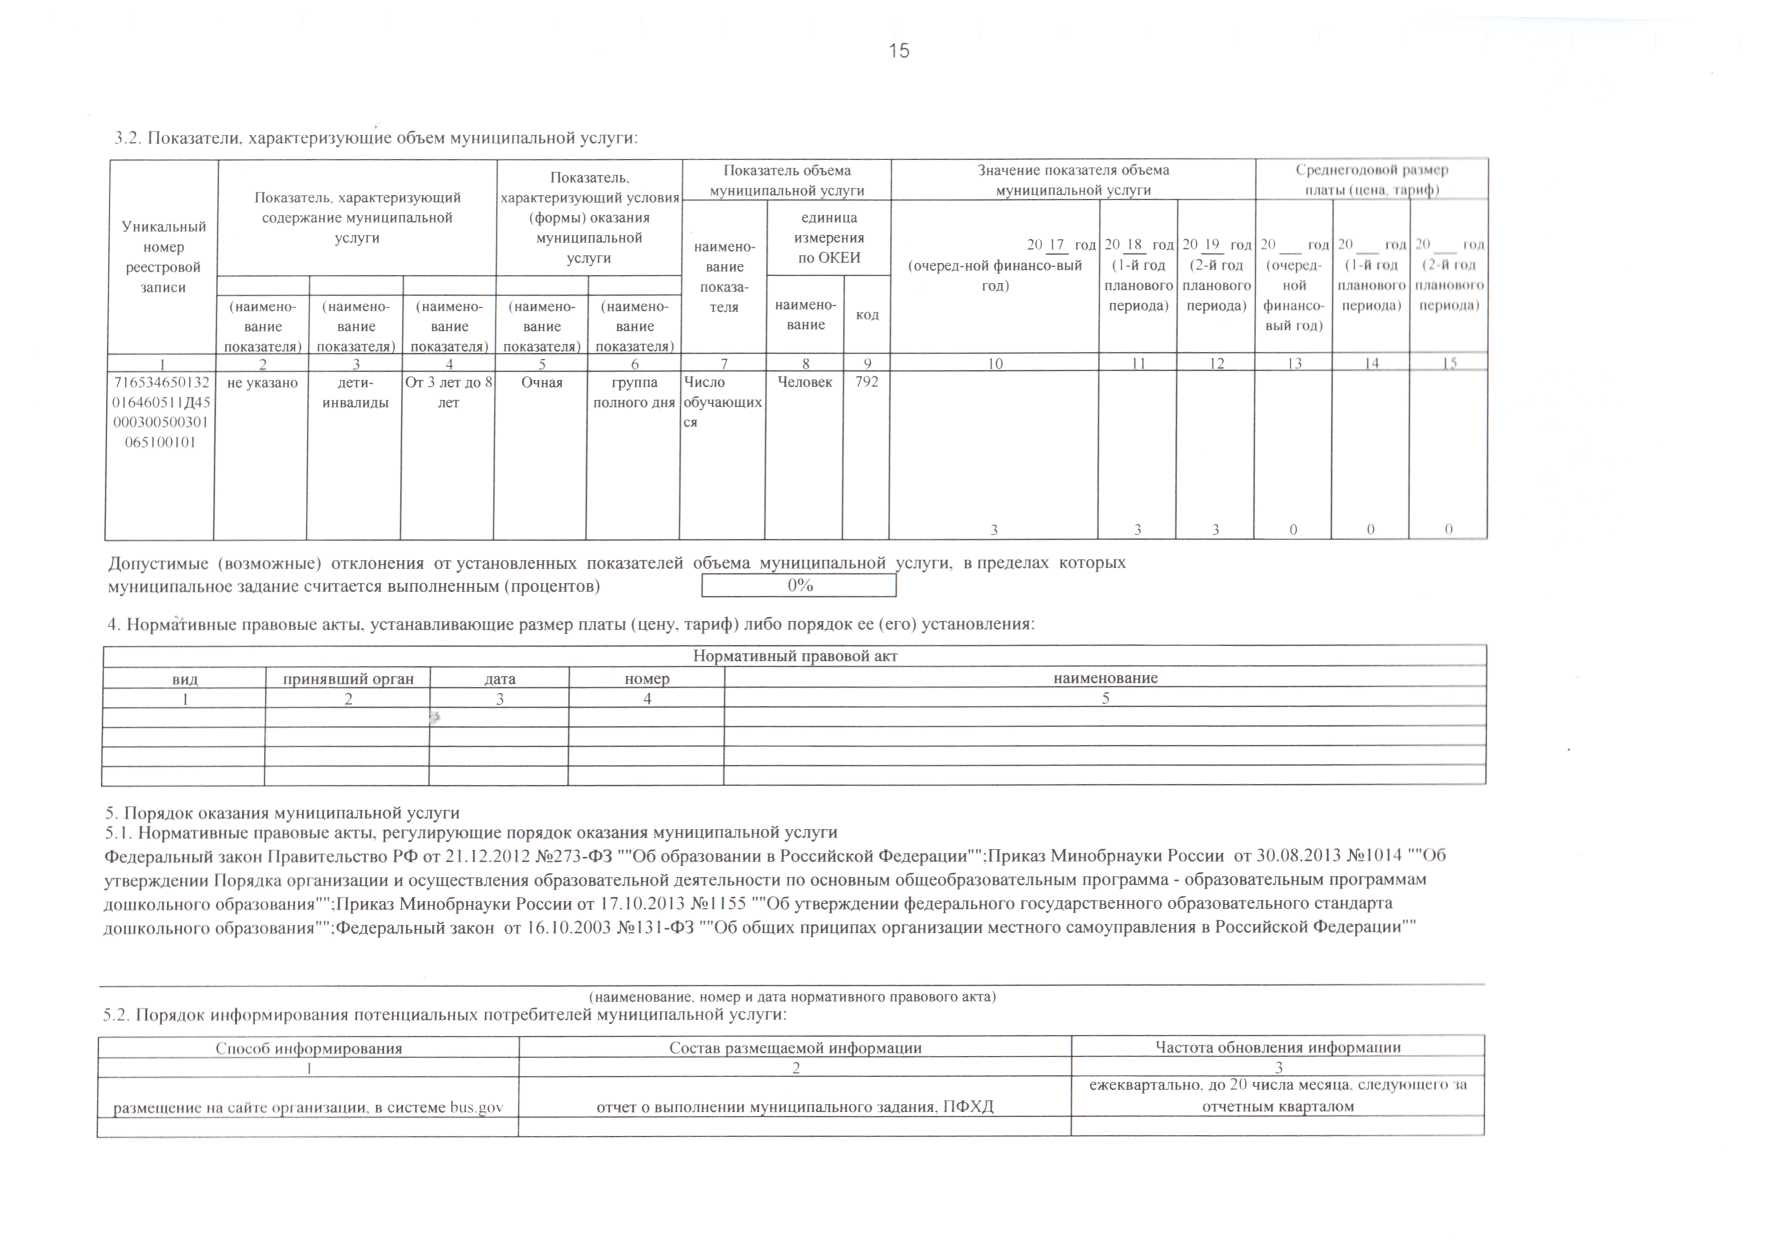 15
3.2. Показатели, характеризующие объем муниципальной услуги:
Уникальный номер реестровой записи
Показатель, характеризующий содержание муниципальной услуги
Показатель, характеризующий условия (формы) оказания муниципальной услуги
Показатель объема муниципальной услуги
Значение показателя объема муниципальной услуги
Среднегодовой размер платы (цена, тариф)
наимено-вание показа-теля
единица измерения по ОКЕИ
20 17 год (очеред-ной финансо-вый год)
20 18 год (1-й год планового периода)
20 19 год (2-й год планового периода)
20 ___ год (очеред-ной финансо-вый год)
20 ___ год (1-й год планового периода)
20 ___ год (2-й год планового периода)
(наимено-вание показателя) (наимено-вание показателя) (наимено-вание показателя) (наимено-вание показателя) (наимено-вание показателя)
наимено-вание
код
1 2 3 4 5 6 7 8 9 10 11 12 13 14 15
716534650132 не указано дети- От 3 лет до 8 Очная группа Число Человек 792
016460511Д45 инвалиды лет полного дня обучающих
000300500301 ся
065100101
3 3 3 0 0 0
Допустимые (возможные) отклонения от установленных показателей объема муниципальной услуги, в пределах которых
муниципальное задание считается выполненным (процентов) 0%
4. Нормативные правовые акты, устанавливающие размер платы (цену, тариф) либо порядок ее (его) установления:
Нормативный правовой акт
вид принявший орган дата номер наименование
1 2 3 4 5
5. Порядок оказания муниципальной услуги
5.1. Нормативные правовые акты, регулирующие порядок оказания муниципальной услуги
Федеральный закон Правительство РФ от 21.12.2012 №273-ФЗ ""Об образовании в Российской Федерации"";Приказ Минобрнауки России от 30.08.2013 №1014 ""Об
утверждении Порядка организации и осуществления образовательной деятельности по основным общеобразовательным программа - образовательным программам
дошкольного образования"";Приказ Минобрнауки России от 17.10.2013 №1155 ""Об утверждении федерального государственного образовательного стандарта
дошкольного образования"";Федеральный закон от 16.10.2003 №131-ФЗ ""Об общих приципах организации местного самоуправления в Российской Федерации""
(наименование, номер и дата нормативного правового акта)
5.2. Порядок информирования потенциальных потребителей муниципальной услуги:
Способ информирования Состав размещаемой информации Частота обновления информации
1 2 3
ежеквартально, до 20 числа месяца, следующего за
размещение на сайте организации, в системе bus.gov отчет о выполнении муниципального задания, ПФХД отчетным кварталом